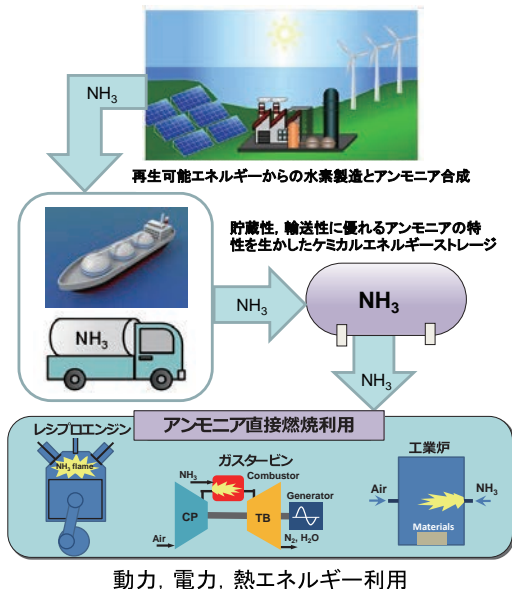 NH3
再生可能エネルギーからの水素製造とアンモニア合成
貯蔵性，輸送性に優れるアンモニアの特
性を生かしたケミカルエネルギーストレージ
NH3
NH3
NH3
NH3
アンモニア直接燃焼利用
レシプロエンジン
NH3 flame
ガスタービン
NH3
Combustor
Generator
CP
TB
Air
N2, H2O
工業炉
Air
NH3
Materials
動力，電力，熱エネルギー利用